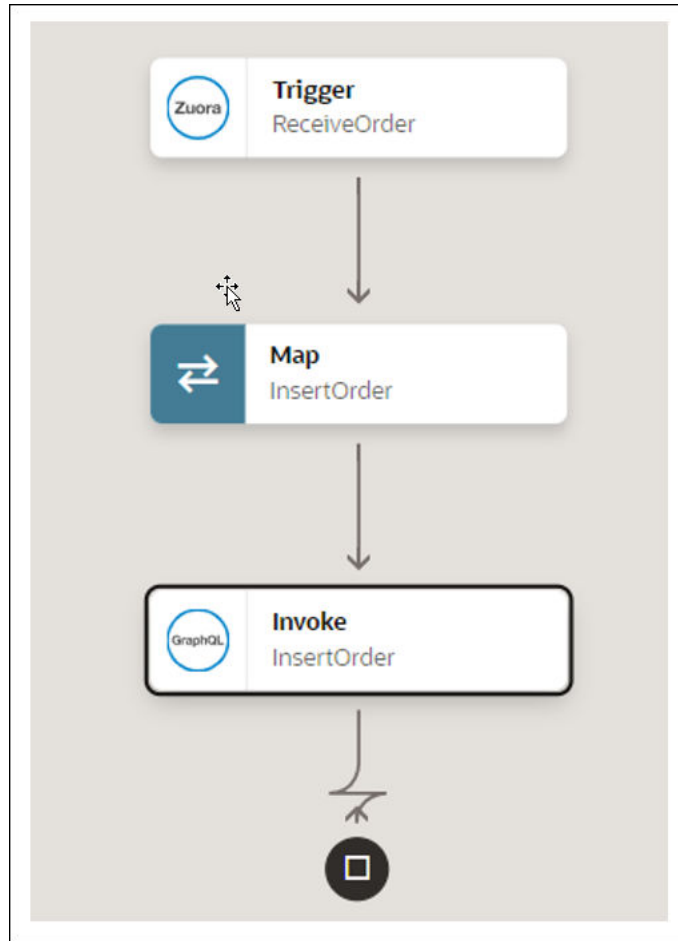 Zuora
Trigger
ReceiveOrder
Map
InsertOrder
GraphQL
Invoke
InsertOrder